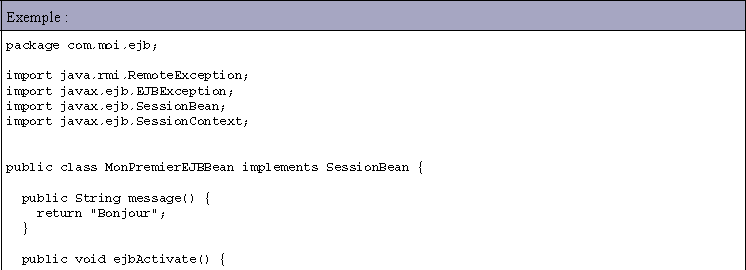 Exemple :
package com.moi.ejb;
import java.rmi.RemoteException;
import javax.ejb.EJBException;
import javax.ejb.SessionBean;
import javax.ejb.SessionContext;
public class MonPremierEJBBean implements SessionBean {
public String message() {
return "Bonjour";
}
public void ejbActivate() {